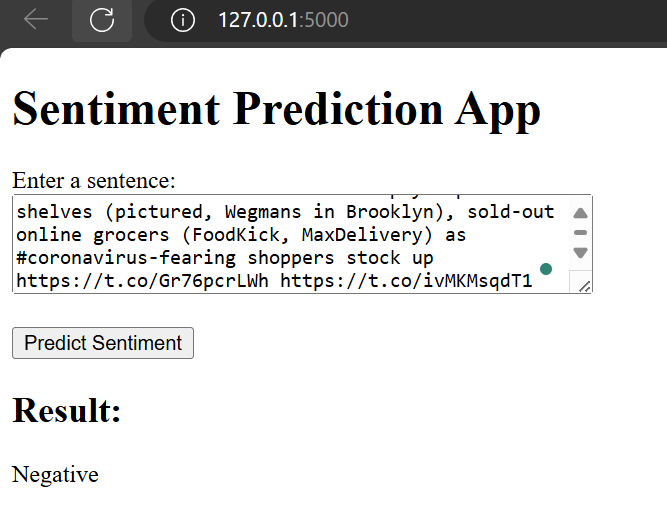 127.0.0.1:5000
Sentiment Prediction App
Enter a sentence:
shelves (pictured, Wegmans in Brooklyn), sold-out
online grocers (FoodKick, MaxDelivery) as
#coronavirus-fearing shoppers stock up
https://t.co/Gr76pcrLWh https://t.co/ivMKMsqdT1
Predict Sentiment
Result:
Negative